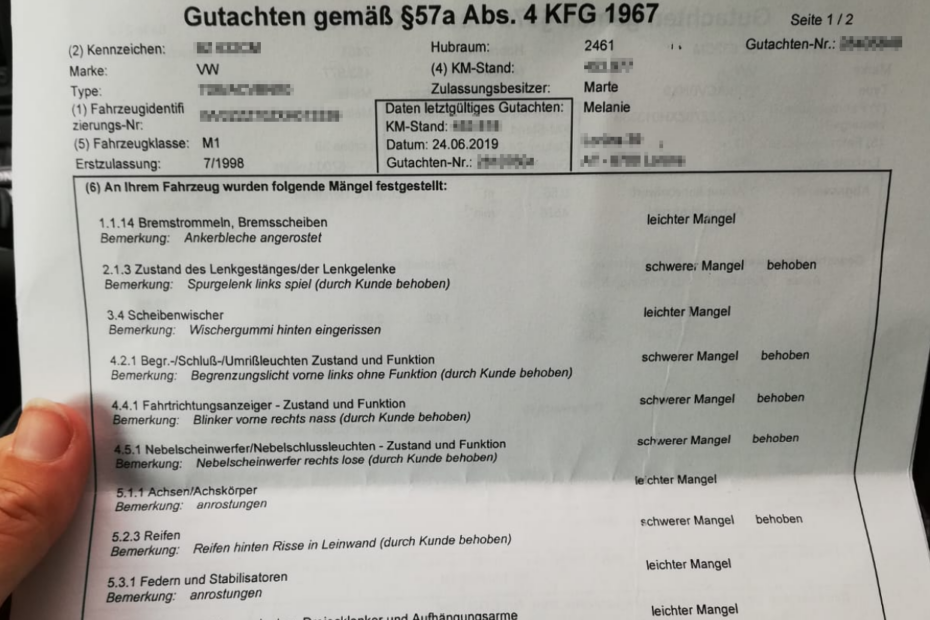 Gutachten gemäß §57a Abs. 4 KFG 1967
Seite 1 / 2
(2) Kennzeichen:
Hubraum: 2461
Gutachten-Nr.:
Marke: VW
(4) KM-Stand:
Type:
Zulassungsbesitzer: Marte
Melanie
(1) Fahrzeugidentifi
zierungs-Nr:
Daten letztgültiges Gutachten:
KM-Stand:
Datum: 24.06.2019
Gutachten-Nr.:
(5) Fahrzeugklasse: M1
Erstzulassung: 7/1998
(6) An Ihrem Fahrzeug wurden folgende Mängel festgestellt:
1.1.14 Bremstrommeln, Bremsscheiben leichter Mangel
Bemerkung: Ankerbleche angerostet
2.1.3 Zustand des Lenkgestänges/der Lenkgelenke schwerer Mangel behoben
Bemerkung: Spurgelenk links spiel (durch Kunde behoben)
3.4 Scheibenwischer leichter Mangel
Bemerkung: Wischergummi hinten eingerissen
4.2.1 Begr.-/Schluß-/Umrißleuchten Zustand und Funktion schwerer Mangel behoben
Bemerkung: Begrenzungslicht vorne links ohne Funktion (durch Kunde behoben)
4.4.1 Fahrtrichtungsanzeiger - Zustand und Funktion schwerer Mangel behoben
Bemerkung: Blinker vorne rechts nass (durch Kunde behoben)
4.5.1 Nebelscheinwerfer/Nebelschlussleuchten - Zustand und Funktion schwerer Mangel behoben
Bemerkung: Nebelscheinwerfer rechts lose (durch Kunde behoben)
5.1.1 Achsen/Achskörper leichter Mangel
Bemerkung: anrostungen
5.2.3 Reifen schwerer Mangel behoben
Bemerkung: Reifen hinten Risse in Leinwand (durch Kunde behoben)
5.3.1 Federn und Stabilisatoren leichter Mangel
Bemerkung: anrostungen
Dreieckslenker und Aufhängungsarme leichter Mangel